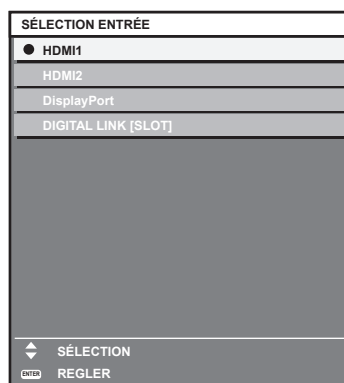 SÉLECTION ENTRÉE
HDMI1
HDMI2
DisplayPort
DIGITAL LINK [SLOT]
SÉLECTION
ENTER REGLER